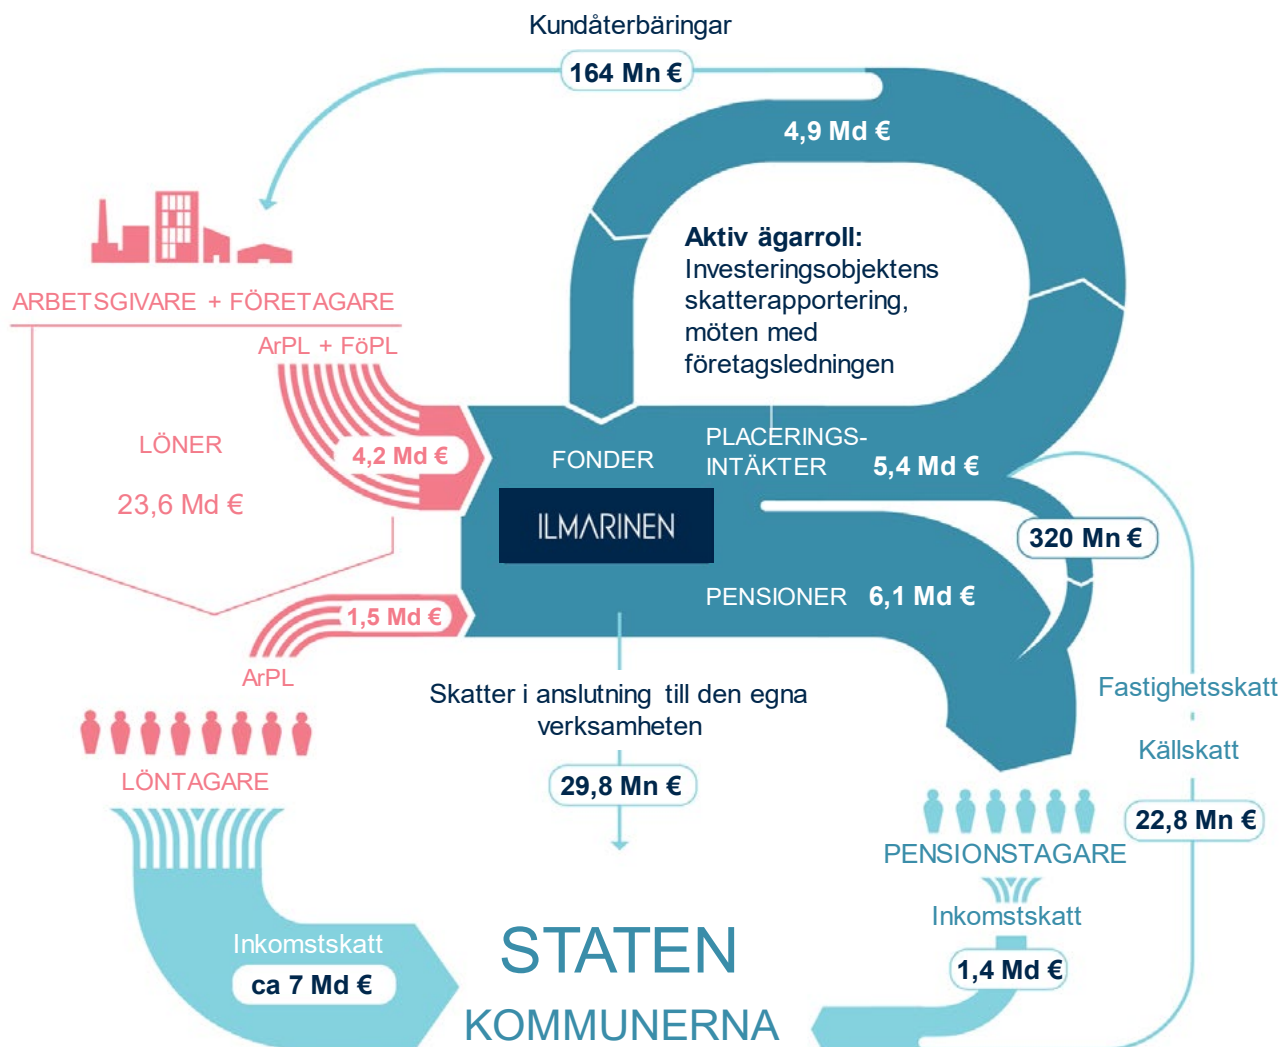 Kundåterbäringar
164 Mn €
4,9 Md €
Aktiv ägarroll:
Investeringsobjektens
skatterapportering,
möten med
företagsledningen
ARBETSGIVARE + FÖRETAGARE
ArPL + FöPL
LÖNER
23,6 Md €
4,2 Md €
FONDER
PLACERINGS-
INTÄKTER 5,4 Md €
ILMARINEN
320 Mn €
PENSIONER 6,1 Md €
1,5 Md €
ArPL
Skatter i anslutning till den egna
verksamheten
29,8 Mn €
Fastighetsskatt
Källskatt
22,8 Mn €
LÖNTAGARE
PENSIONSTAGARE
Inkomstskatt
1,4 Md €
Inkomstskatt
ca 7 Md €
STATEN
KOMMUNERNA